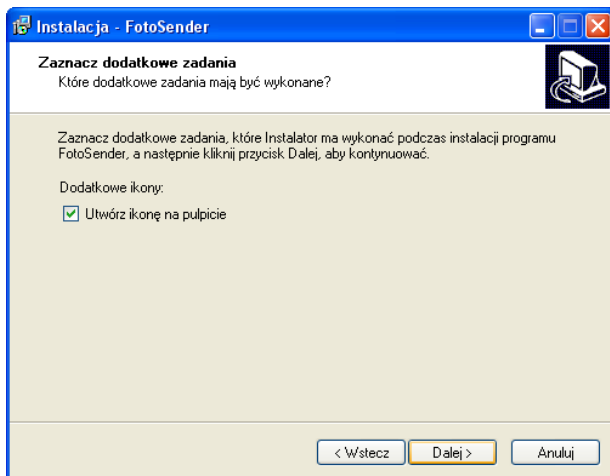 Instalacja - FotoSender
Zaznacz dodatkowe zadania
Które dodatkowe zadania mają być wykonane?
Zaznacz dodatkowe zadania, które Instalator ma wykonać podczas instalacji programu
FotoSender, a następnie kliknij przycisk Dalej, aby kontynuować.
Dodatkowe ikony:
Utwórz ikonę na pulpicie
< Wstecz
Dalej >
Anuluj